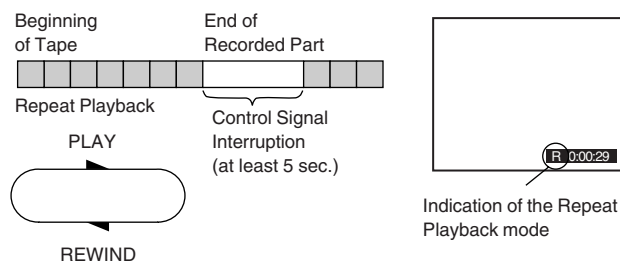 Beginning
of Tape
End of
Recorded Part
Repeat Playback
Control Signal
Interruption
(at least 5 sec.)
PLAY
REWIND
R 0:00:29
Indication of the Repeat
Playback mode